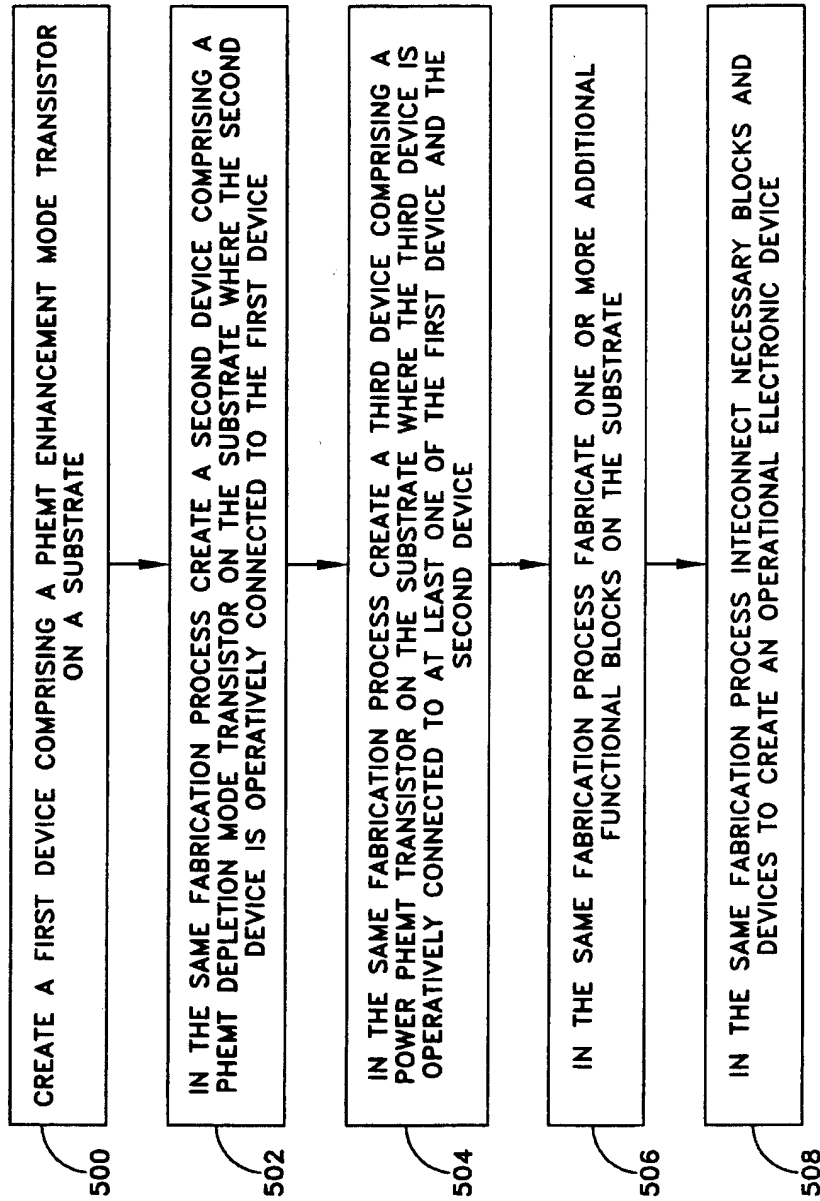 CREATE A FIRST DEVICE COMPRISING A PHEMT ENHANCEMENT MODE TRANSISTOR
ON A SUBSTRATE
500
IN THE SAME FABRICATION PROCESS CREATE A SECOND DEVICE COMPRISING A
PHEMT DEPLETION MODE TRANSISTOR ON THE SUBSTRATE WHERE THE SECOND
DEVICE IS OPERATIVELY CONNECTED TO THE FIRST DEVICE
502
IN THE SAME FABRICATION PROCESS CREATE A THIRD DEVICE COMPRISING A
POWER PHEMT TRANSISTOR ON THE SUBSTRATE WHERE THE THIRD DEVICE IS
OPERATIVELY CONNECTED TO AT LEAST ONE OF THE FIRST DEVICE AND THE
SECOND DEVICE
504
IN THE SAME FABRICATION PROCESS FABRICATE ONE OR MORE ADDITIONAL
FUNCTIONAL BLOCKS ON THE SUBSTRATE
506
IN THE SAME FABRICATION PROCESS INTECONNECT NECESSARY BLOCKS AND
DEVICES TO CREATE AN OPERATIONAL ELECTRONIC DEVICE
508